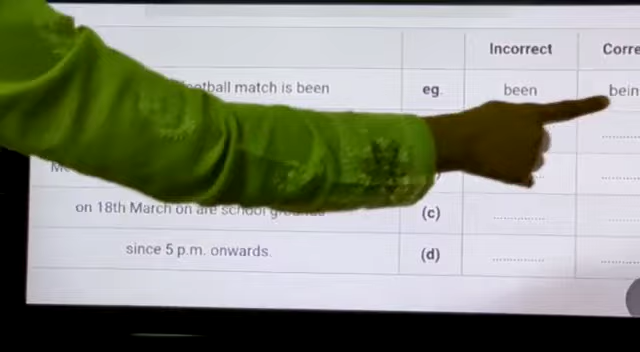 Incorrect Corre
football match is been eg. been bein
on 18th March on are school
(c) ............
since 5 p.m. onwards. (d) ............